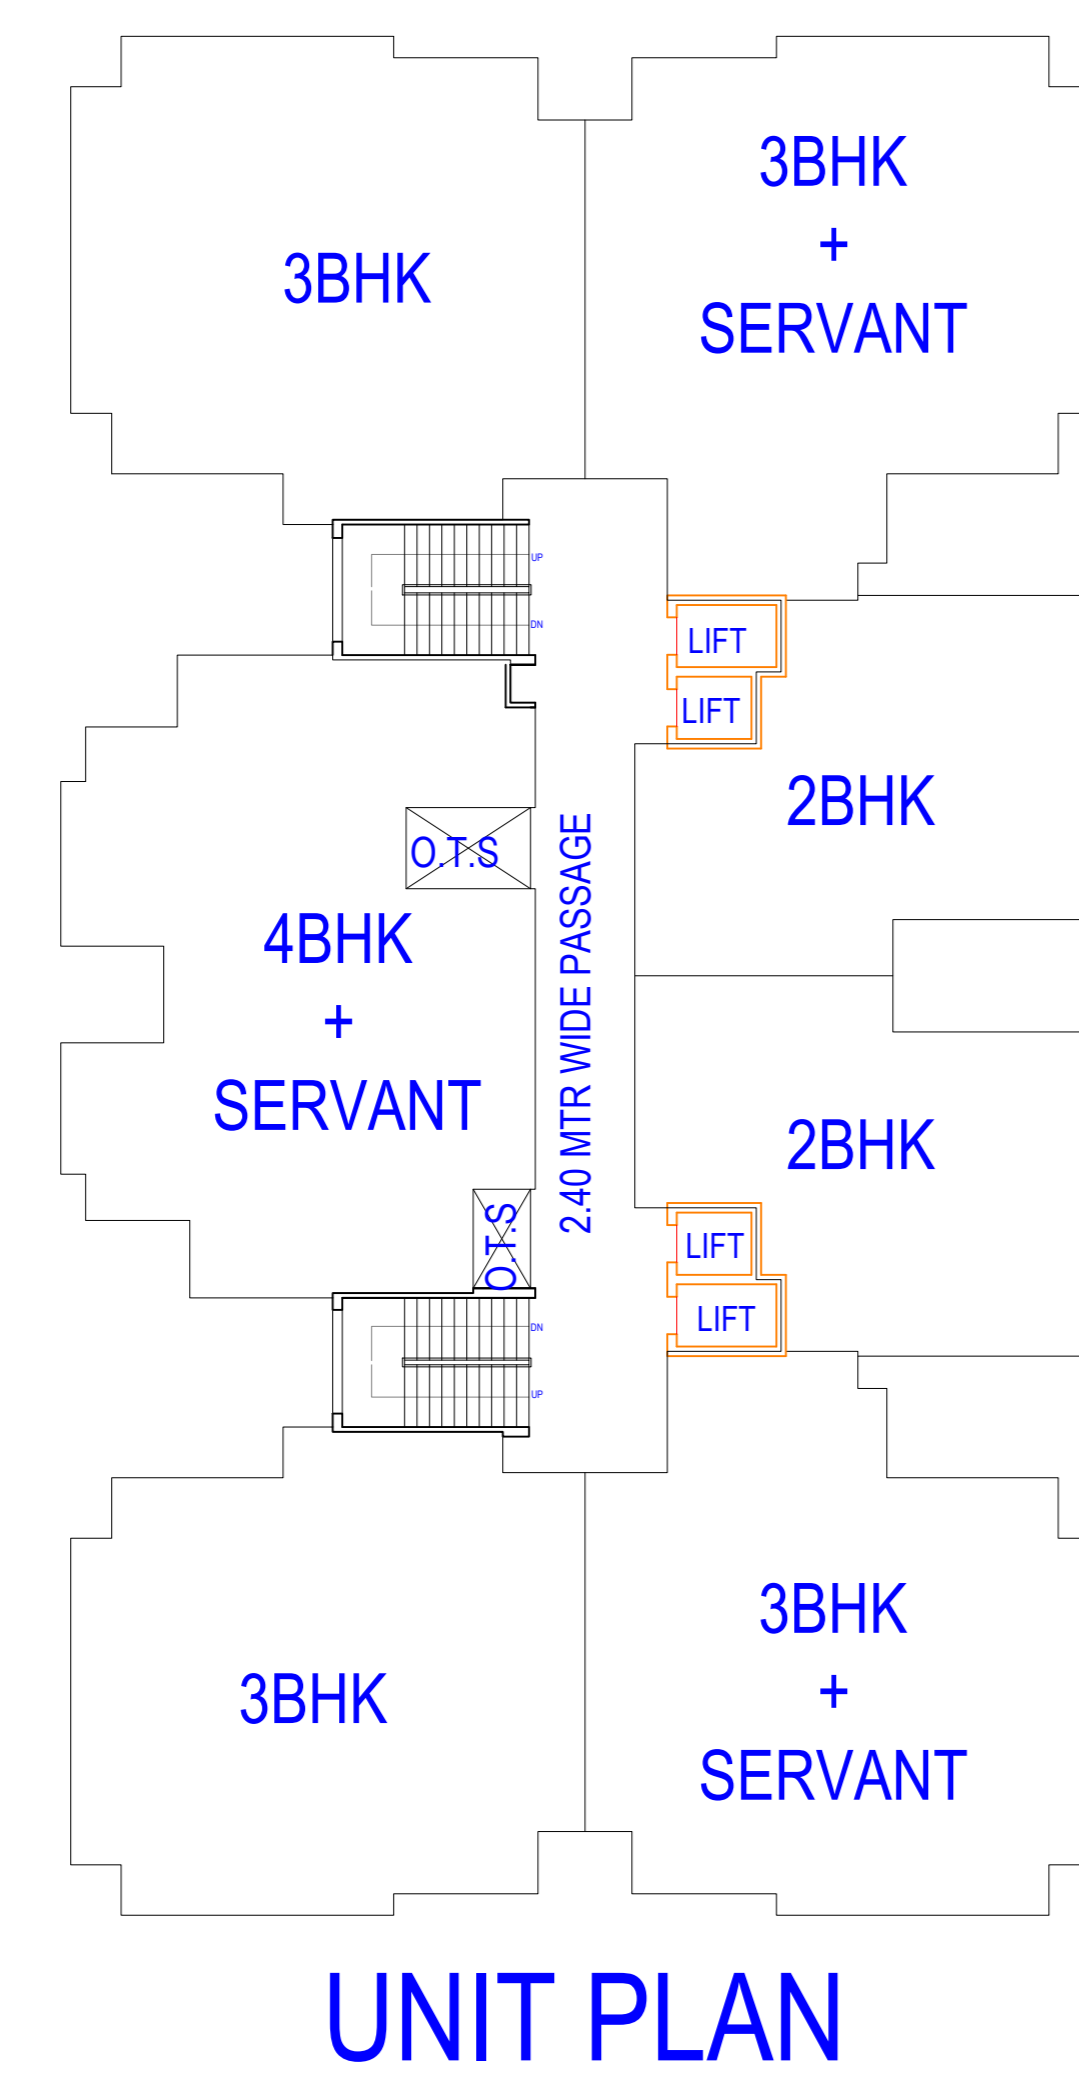 3BHK
+
SERVANT
3BHK
UP
DN
LIFT
LIFT
2BHK
O.T.S
2.40 MTR WIDE PASSAGE
4BHK
+
SERVANT
2BHK
O.T.S
LIFT
LIFT
DN
UP
3BHK
+
SERVANT
3BHK
UNIT PLAN